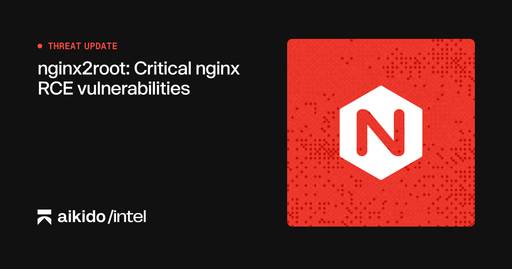 THREAT UPDATE
nginx2root: Critical nginx
RCE vulnerabilities
N
aikido/intel